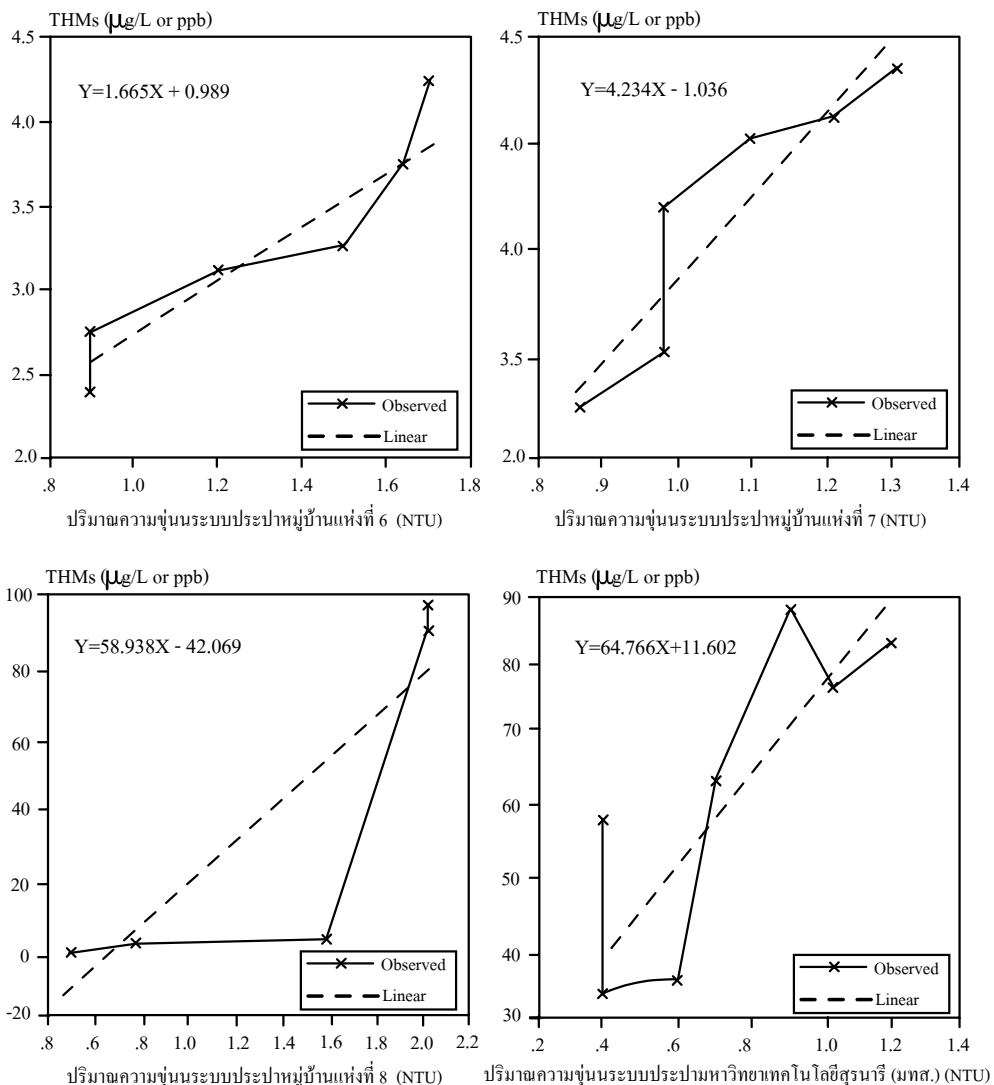 THMs (μg/L or ppb)
4.5
4.0
3.5
3.0
2.5
2.0
Y=1.665X + 0.989
Observed
Linear
.8 1.0 1.2 1.4 1.6 1.8
ปริมาณความขุ่นนระบบประปาหมู่บ้านแห่งที่ 6 (NTU)
THMs (μg/L or ppb)
4.5
4.0
4.0
3.5
2.0
Y=4.234X - 1.036
Observed
Linear
.8 .9 1.0 1.1 1.2 1.3 1.4
ปริมาณความขุ่นนระบบประปาหมู่บ้านแห่งที่ 7 (NTU)
THMs (μg/L or ppb)
100
80
60
40
20
0
-20
Y=58.938X - 42.069
Observed
Linear
.8 .6 .8 1.0 1.2 1.4 1.6 1.8 2.0 2.2
ปริมาณความขุ่นนระบบประปาหมู่บ้านแห่งที่ 8 (NTU)
THMs (μg/L or ppb)
90
80
70
60
50
40
30
Y=64.766X+11.602
Observed
Linear
.2 .4 .6 .8 1.0 1.2 1.4
ปริมาณความขุ่นนระบบประปามหาวิทยาเทคโนโลยีสุรนารี (มทส.) (NTU)